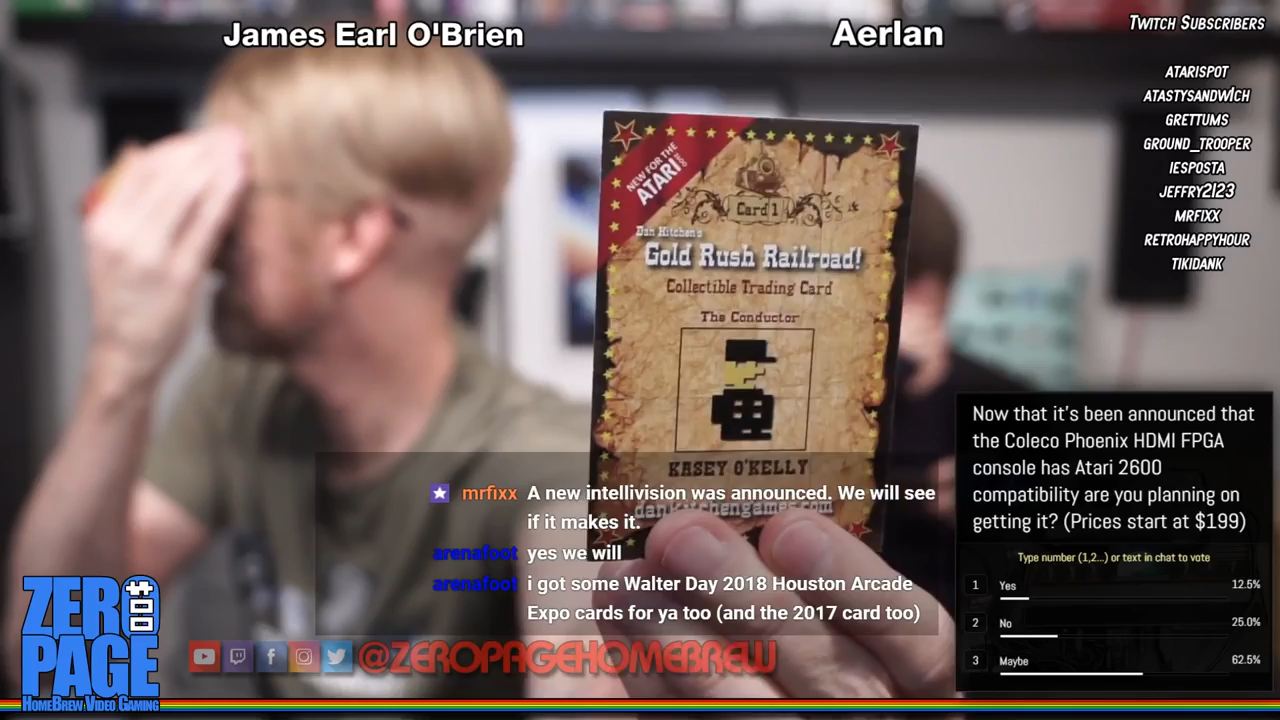 James Earl O'Brien
Aerlan
TWITCH SUBSCRIBERS
ATARISPOT
ATASTYSANDWICH
GRETTUMS
GROUND_TROOPER
IESPOSTA
JEFFRY2123
MRFIXX
RETROHAPPYHOUR
TIKIDANK
NEW FOR THE
ATARI
Card 1
Dan Kitchen's
Gold Rush Railroad!
Collectible Trading Card
The Conductor
KASEY O'KELLY
dankitchengames.com
mrfixx A new intellivision was announced. We will see
if it makes it.
arenafoot yes we will
arenafoot i got some Walter Day 2018 Houston Arcade
Expo cards for ya too (and the 2017 card too)
Now that it's been announced that
the Coleco Phoenix HDMI FPGA
console has Atari 2600
compatibility are you planning on
getting it? (Prices start at $199)
Type number (1,2...) or text in chat to vote
1 Yes 12.5%
2 No 25.0%
3 Maybe 62.5%
ZERO
PAGE
HOMEBREW VIDEO GAMING
@ZEROPAGEHOMEBREW